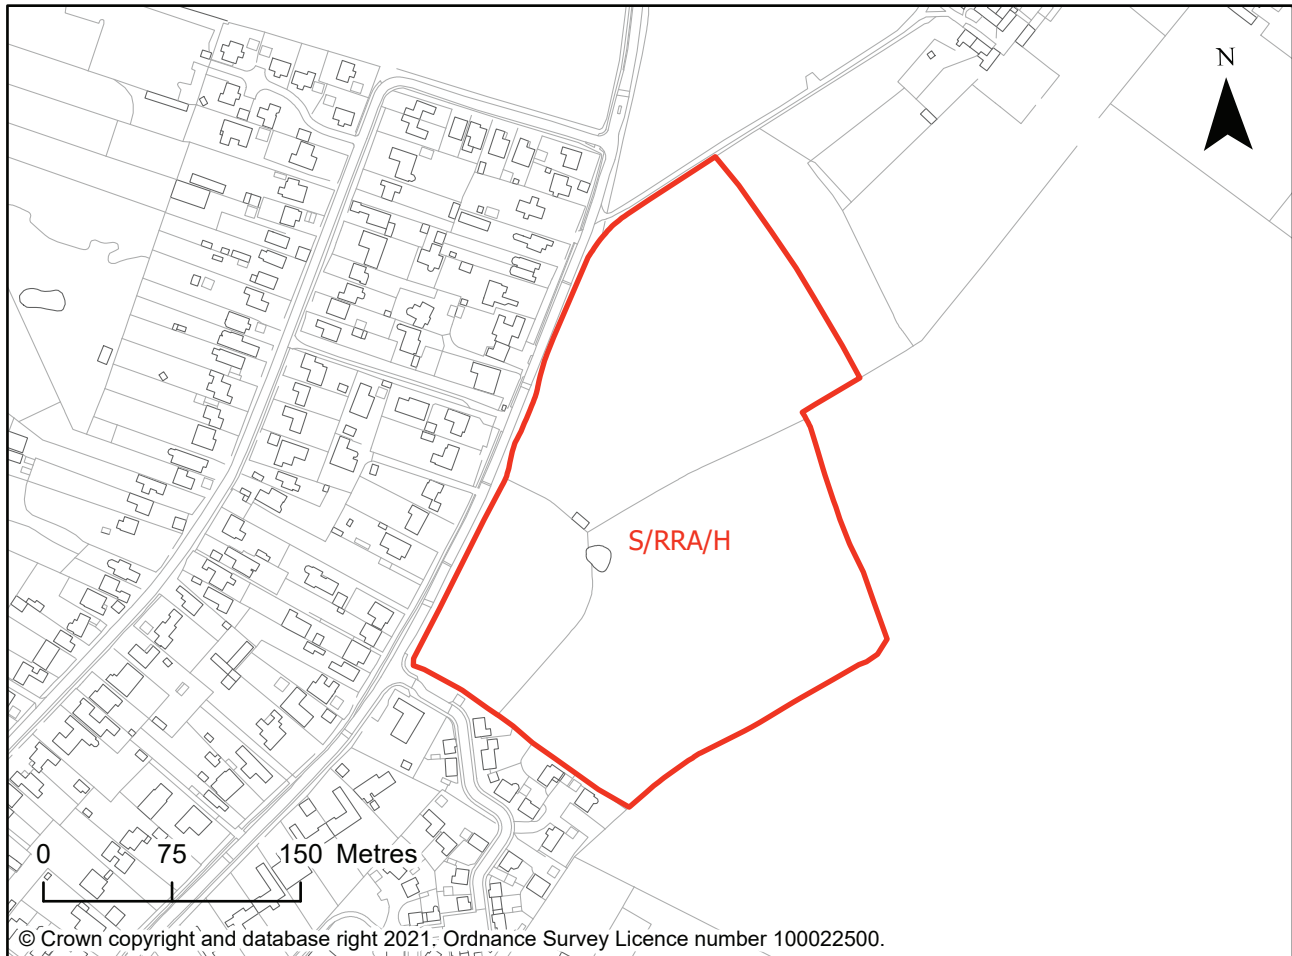 N
S/RRA/H
0 75 150 Metres
© Crown copyright and database right 2021. Ordnance Survey Licence number 100022500.